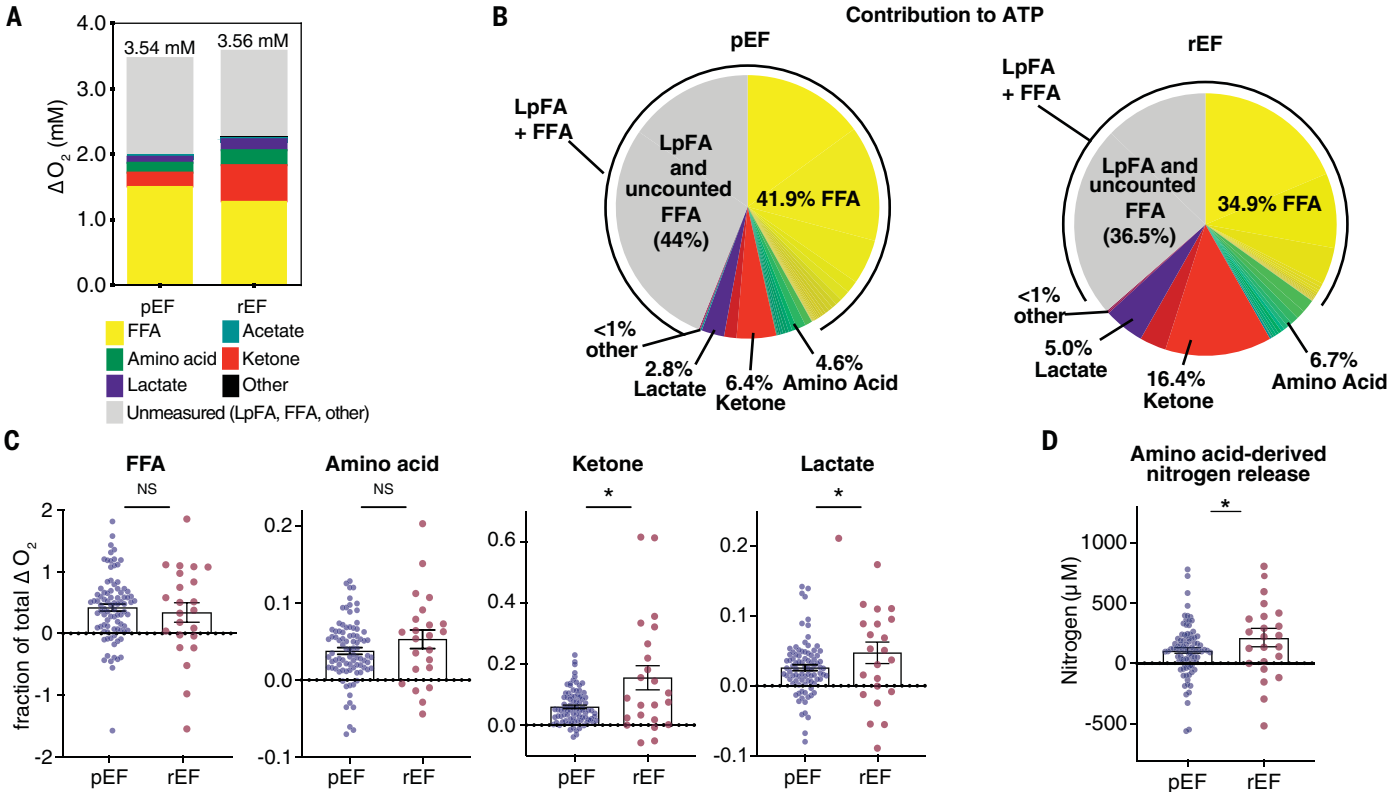 A
4.0
3.0
2.0
1.0
0.0
Δ O2 (mM)
3.54 mM
3.56 mM
pEF
rEF
FFA
Acetate
Amino acid
Ketone
Lactate
Other
Unmeasured (LpFA, FFA, other)
B
Contribution to ATP
pEF
LpFA
+ FFA
LpFA
and
uncounted
FFA
(44%)
41.9% FFA
<1%
other
2.8%
Lactate
6.4%
Ketone
4.6%
Amino Acid
rEF
LpFA
+ FFA
LpFA and
uncounted
FFA
(36.5%)
34.9% FFA
<1%
other
5.0%
Lactate
16.4%
Ketone
6.7%
Amino Acid
C
fraction of total Δ O2
FFA
NS
2
1
0
-1
-2
pEF
rEF
Amino acid
NS
0.2
0.1
0.0
-0.1
pEF
rEF
Ketone
*
0.6
0.4
0.2
0.0
pEF
rEF
Lactate
*
0.2
0.1
0.0
-0.1
pEF
rEF
D
Amino acid-derived
nitrogen release
*
Nitrogen (µM)
1000
500
0
-500
pEF
rEF